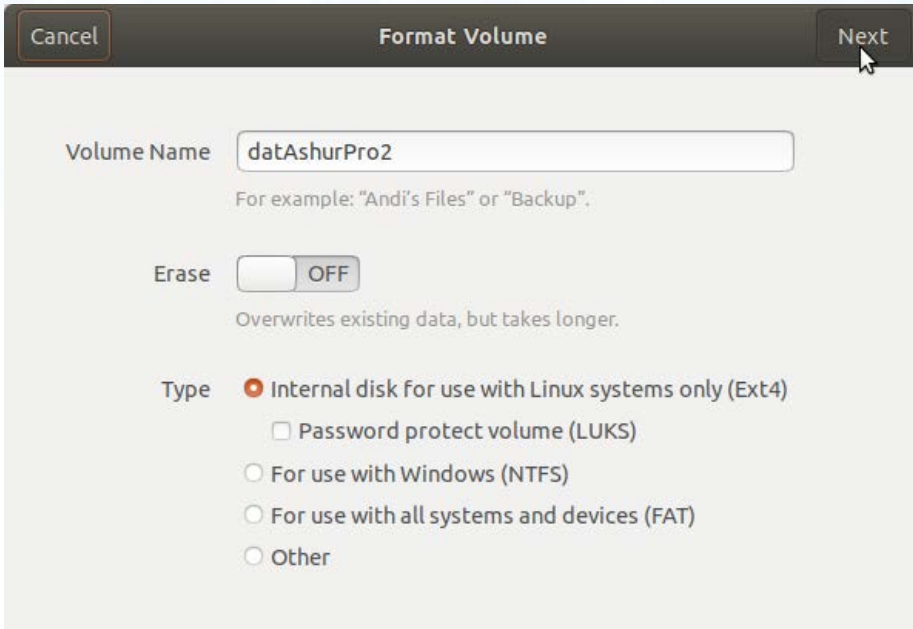 Cancel Format Volume Next
Volume Name datAshurPro2
For example: “Andi’s Files” or “Backup”.
Erase OFF
Overwrites existing data, but takes longer.
Type Internal disk for use with Linux systems only (Ext4)
Password protect volume (LUKS)
For use with Windows (NTFS)
For use with all systems and devices (FAT)
Other